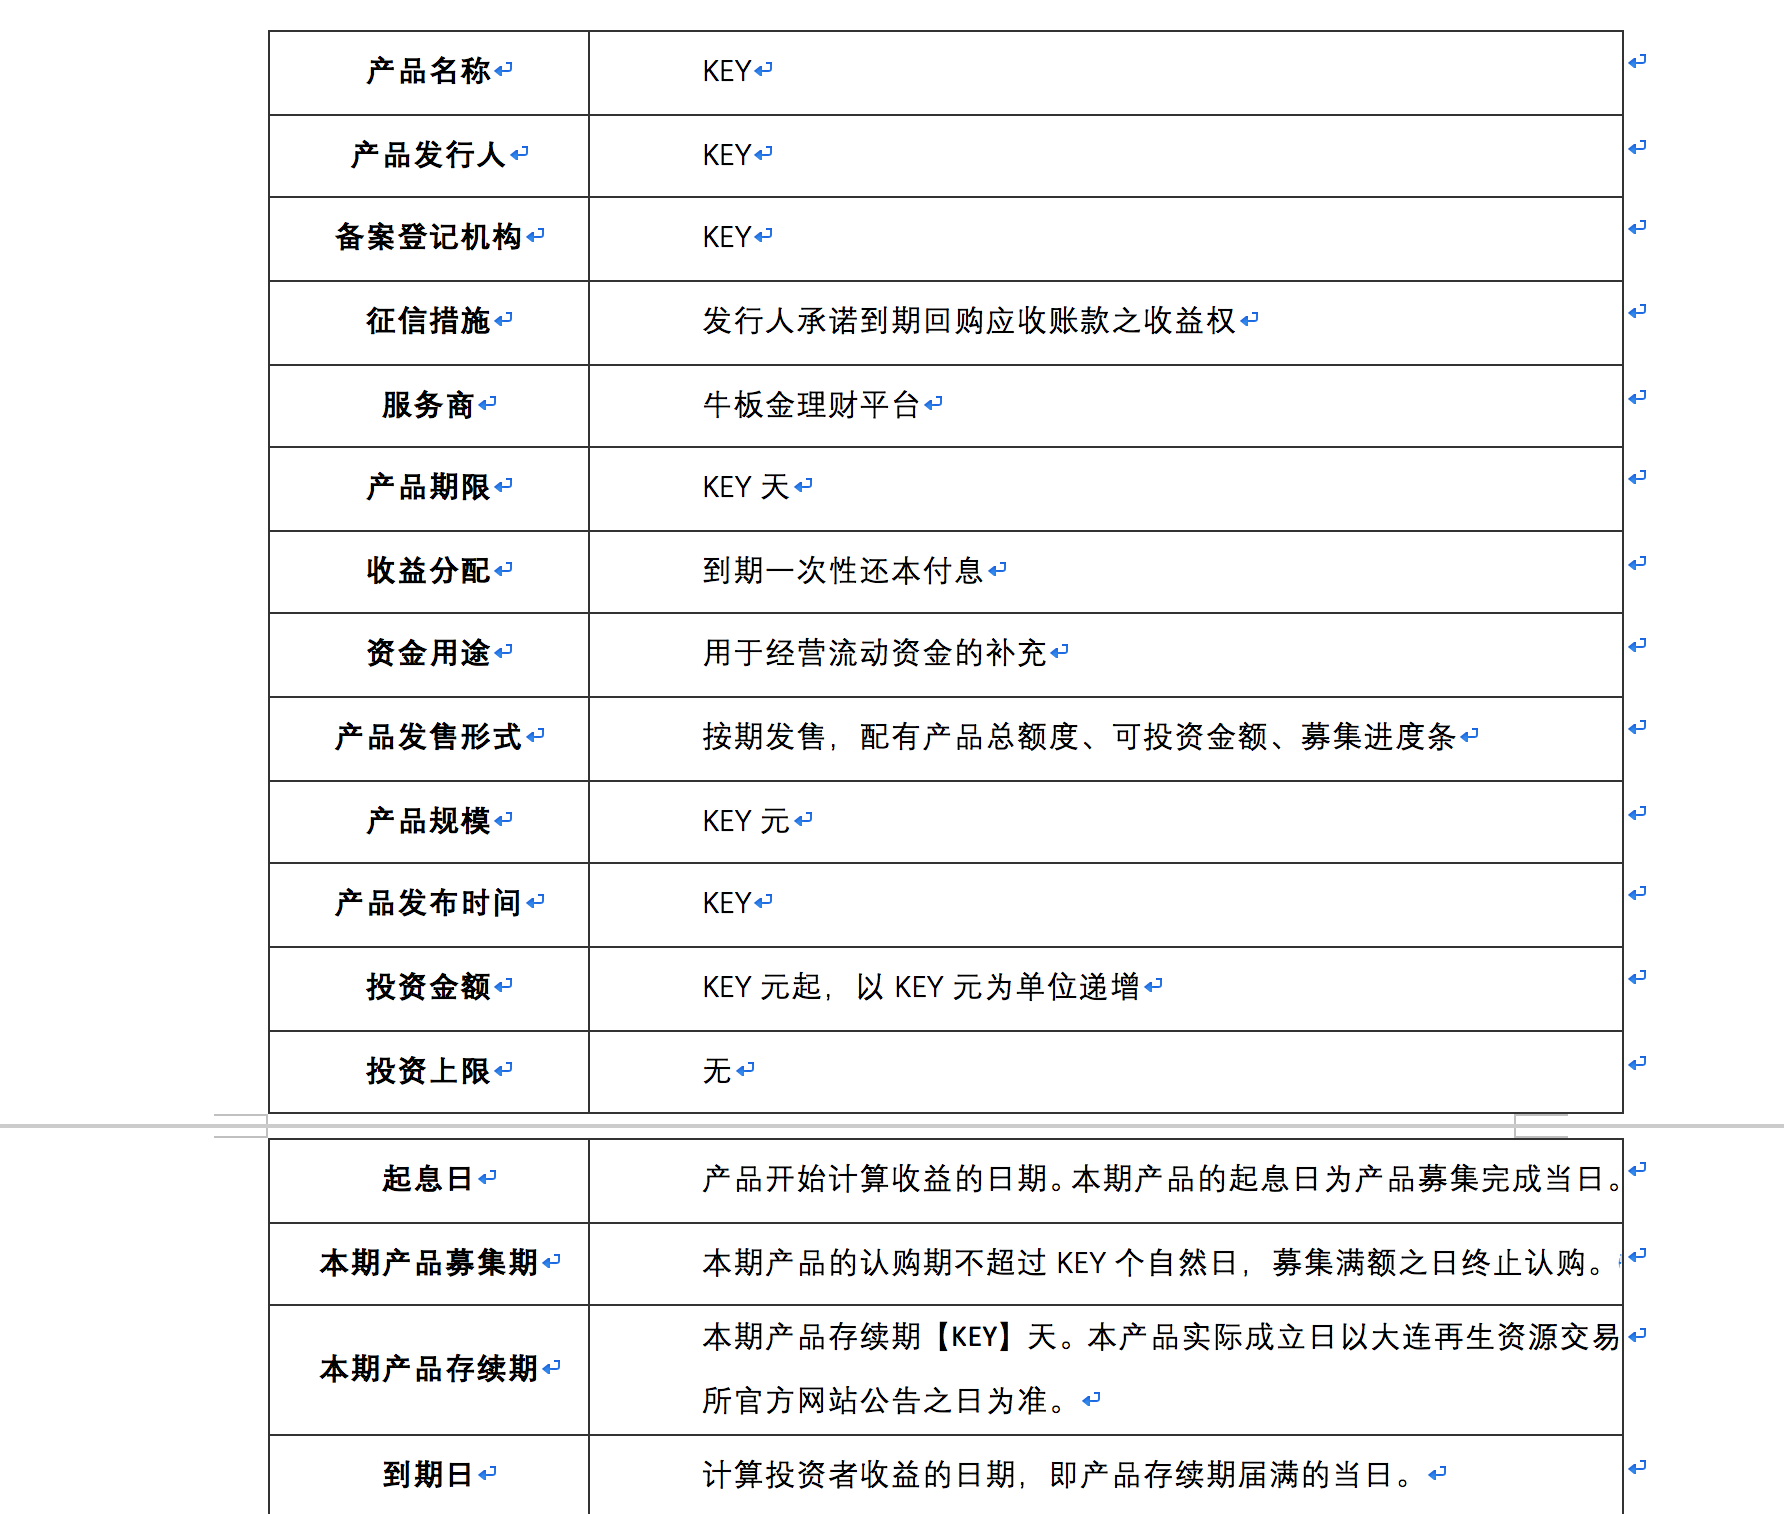 产品名称 KEY
产品发行人 KEY
备案登记机构 KEY
征信措施 发行人承诺到期回购应收账款之收益权
服务商 牛板金理财平台
产品期限 KEY 天
收益分配 到期一次性还本付息
资金用途 用于经营流动资金的补充
产品发售形式 按期发售，配有产品总额度、可投资金额、募集进度条
产品规模 KEY 元
产品发布时间 KEY
投资金额 KEY 元起，以 KEY 元为单位递增
投资上限 无
起息日 产品开始计算收益的日期。本期产品的起息日为产品募集完成当日。
本期产品募集期 本期产品的认购期不超过 KEY 个自然日，募集满额之日终止认购。
本期产品存续期 本期产品存续期【KEY】天。本产品实际成立日以大连再生资源交易
所官方网站公告之日为准。
到期日 计算投资者收益的日期，即产品存续期届满的当日。